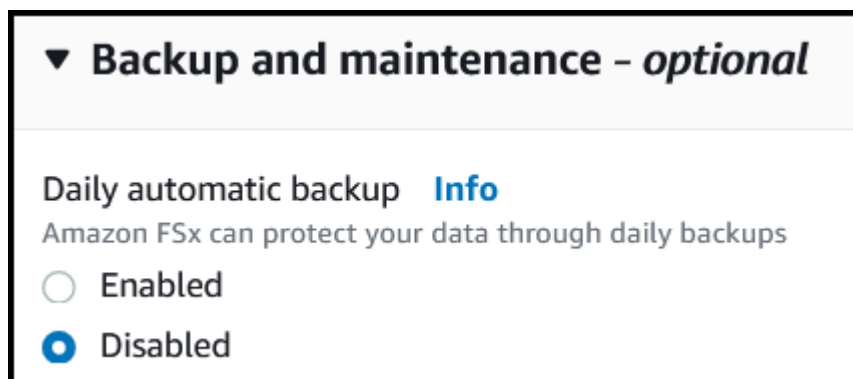 Backup and maintenance - optional
Daily automatic backup Info
Amazon FSx can protect your data through daily backups
Enabled
Disabled